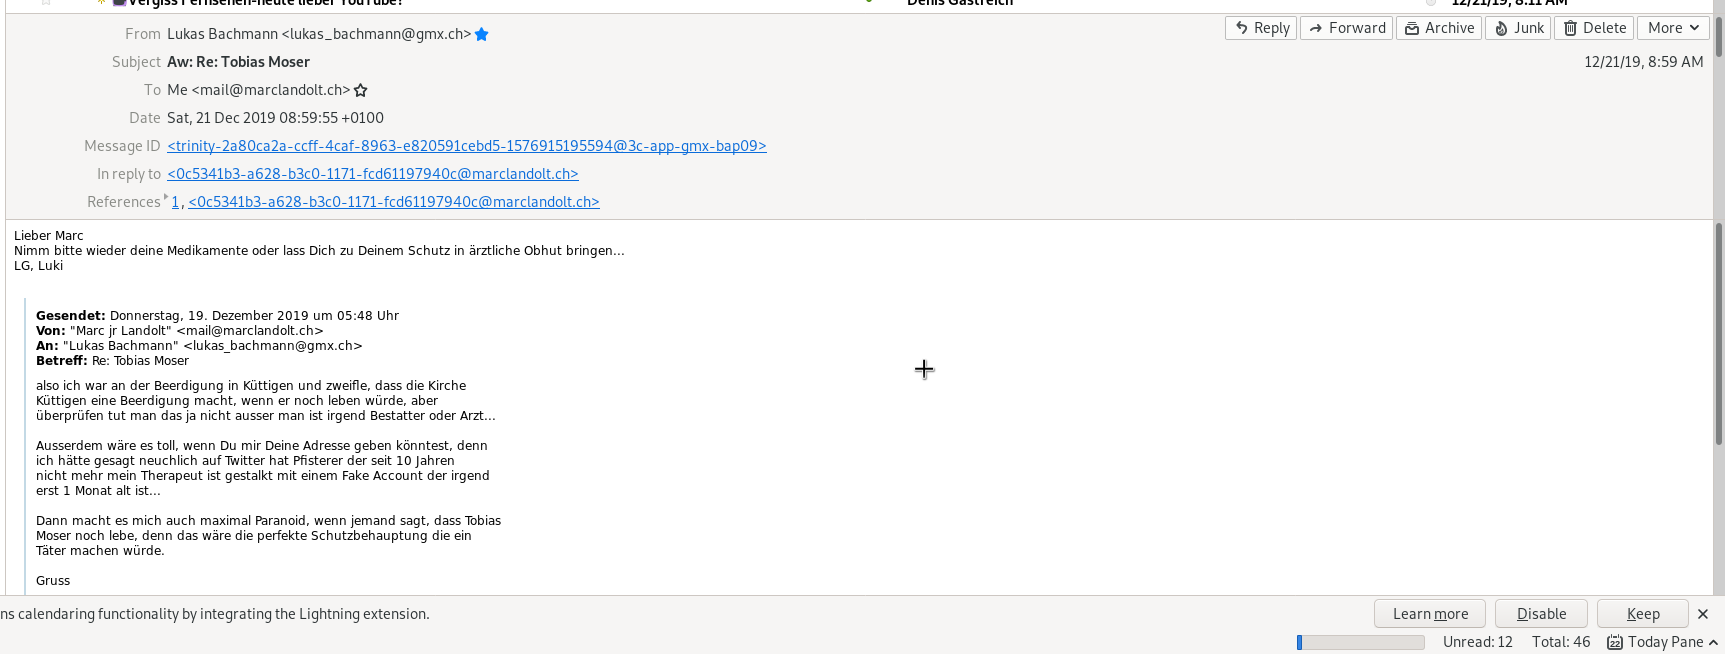 Vergiss Fernsehen-heute lieber YouTube! Denis Gastreich 12/21/19, 8:11 AM
From Lukas Bachmann <lukas_bachmann@gmx.ch> Reply Forward Archive Junk Delete More
Subject Aw: Re: Tobias Moser 12/21/19, 8:59 AM
To Me <mail@marclandolt.ch>
Date Sat, 21 Dec 2019 08:59:55 +0100
Message ID <trinity-2a80ca2a-ccff-4caf-8963-e820591cebd5-1576915195594@3c-app-gmx-bap09>
In reply to <0c5341b3-a628-b3c0-1171-fcd61197940c@marclandolt.ch>
References 1, <0c5341b3-a628-b3c0-1171-fcd61197940c@marclandolt.ch>
Lieber Marc
Nimm bitte wieder deine Medikamente oder lass Dich zu Deinem Schutz in ärztliche Obhut bringen...
LG, Luki
Gesendet: Donnerstag, 19. Dezember 2019 um 05:48 Uhr
Von: "Marc jr Landolt" <mail@marclandolt.ch>
An: "Lukas Bachmann" <lukas_bachmann@gmx.ch>
Betreff: Re: Tobias Moser
also ich war an der Beerdigung in Küttigen und zweifle, dass die Kirche
Küttigen eine Beerdigung macht, wenn er noch leben würde, aber
überprüfen tut man das ja nicht ausser man ist irgend Bestatter oder Arzt...
Ausserdem wäre es toll, wenn Du mir Deine Adresse geben könntest, denn
ich hätte gesagt neuchlich auf Twitter hat Pfisterer der seit 10 Jahren
nicht mehr mein Therapeut ist gestalkt mit einem Fake Account der irgend
erst 1 Monat alt ist...
Dann macht es mich auch maximal Paranoid, wenn jemand sagt, dass Tobias
Moser noch lebe, denn das wäre die perfekte Schutzbehauptung die ein
Täter machen würde.
Gruss
ns calendaring functionality by integrating the Lightning extension. Learn more Disable Keep
Unread: 12 Total: 46 22 Today Pane